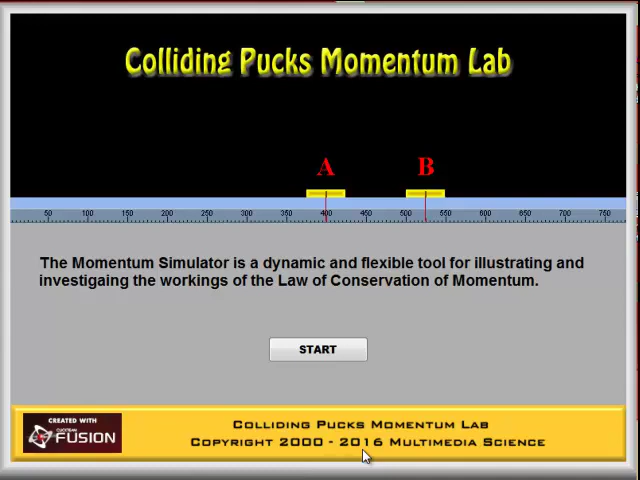 Colliding Pucks Momentum Lab
A B
50 100 150 200 250 300 350 400 450 500 550 600 650 700 750
The Momentum Simulator is a dynamic and flexible tool for illustrating and
investigaing the workings of the Law of Conservation of Momentum.
START
CREATED WITH
CLICKTEAM
FUSION
Colliding Pucks Momentum Lab
Copyright 2000 - 2016 Multimedia Science